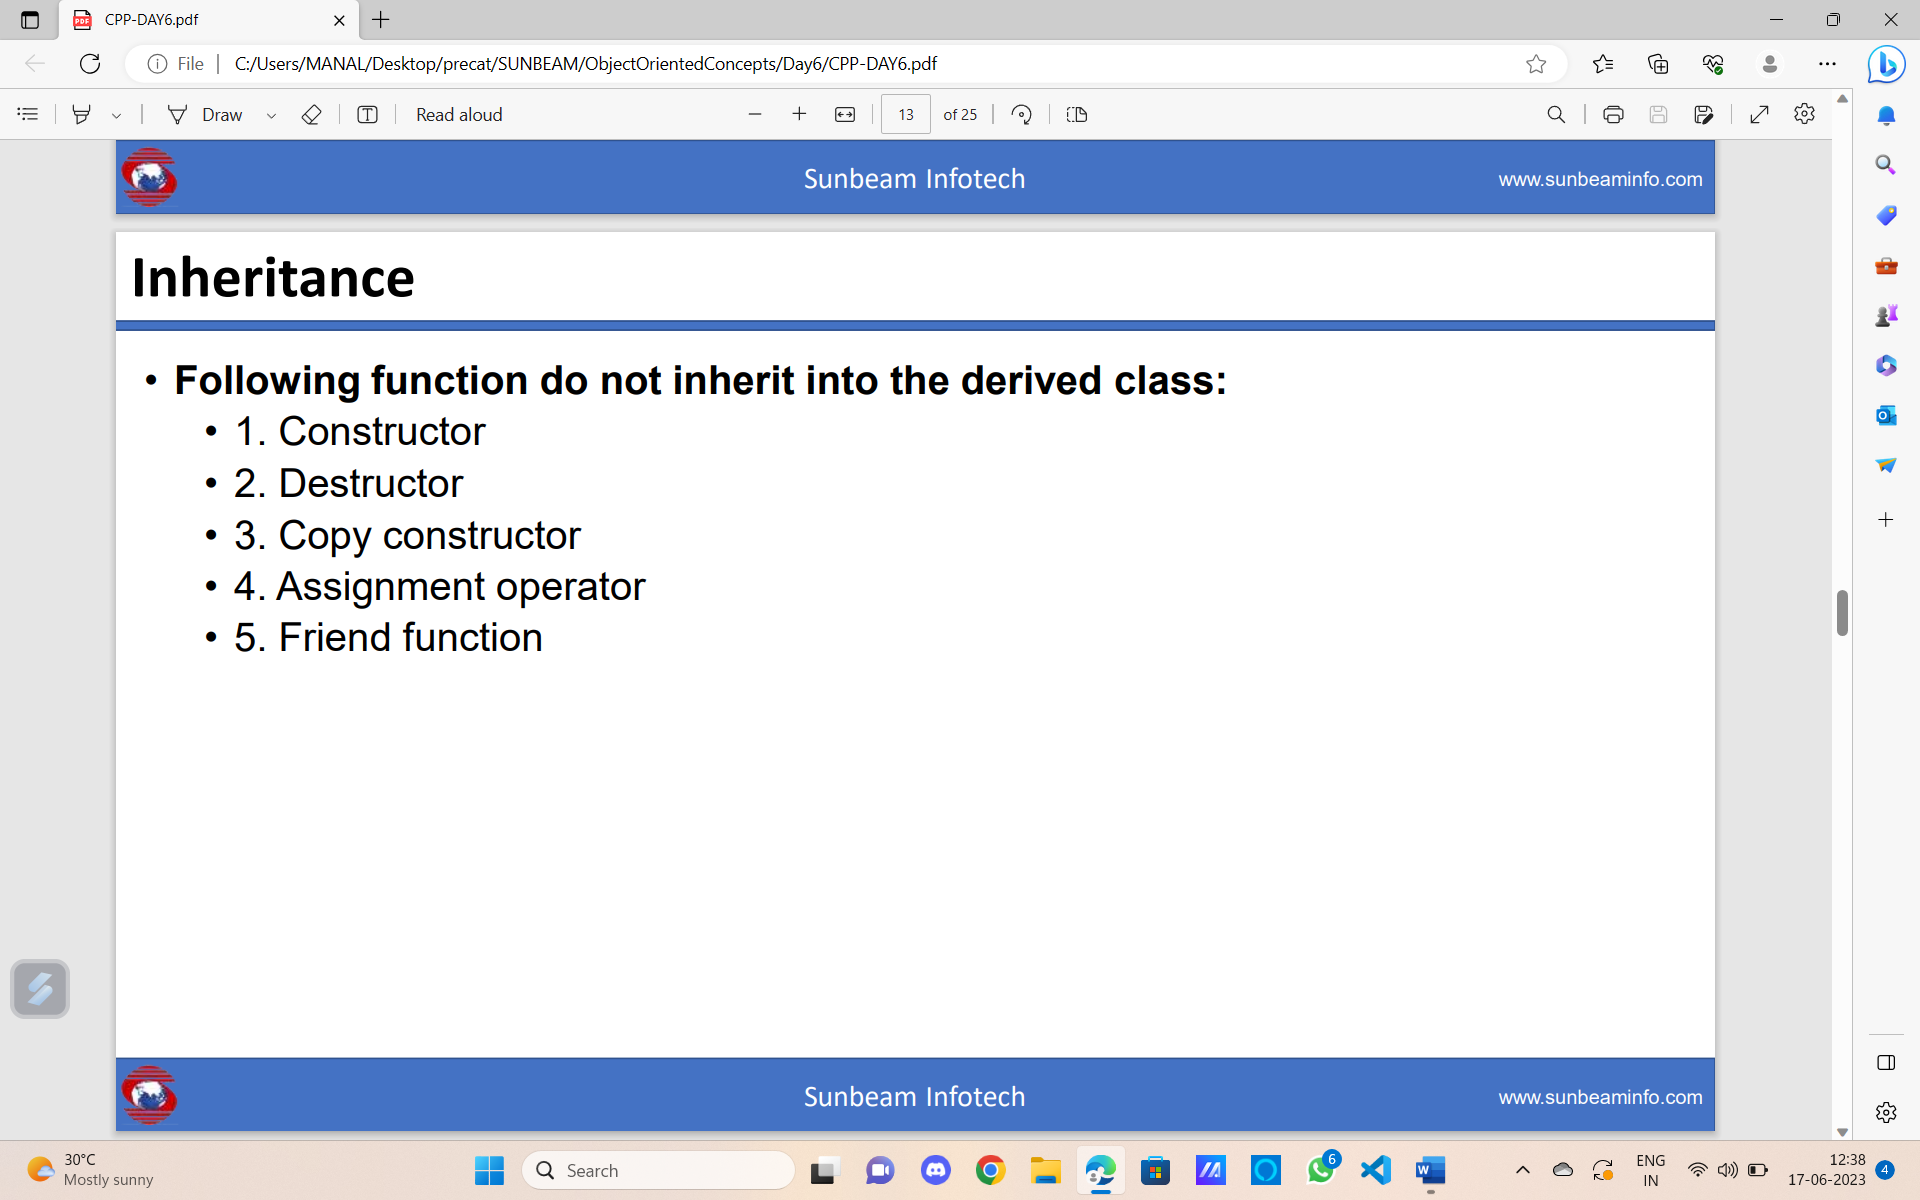 CPP-DAY6.pdf
File
C:/Users/MANAL/Desktop/precat/SUNBEAM/ObjectOrientedConcepts/Day6/CPP-DAY6.pdf
Draw
Read aloud
13 of 25
Sunbeam Infotech
www.sunbeaminfo.com
Inheritance
• Following function do not inherit into the derived class:
• 1. Constructor
• 2. Destructor
• 3. Copy constructor
• 4. Assignment operator
• 5. Friend function
Sunbeam Infotech
www.sunbeaminfo.com
30°C
Mostly sunny
Search
6
ENG
IN
12:38
17-06-2023
4